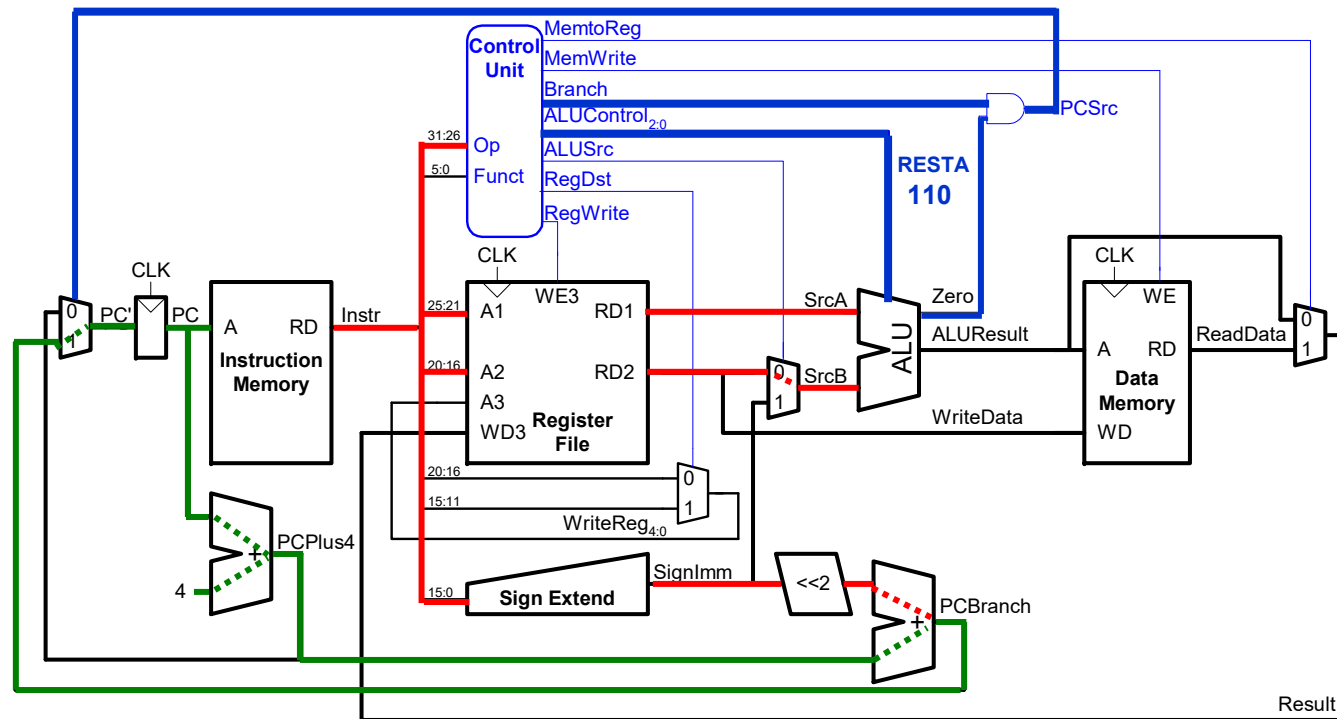 MemtoReg
Control
Unit
MemWrite
Branch
ALUControl2:0
PCSrc
31:26
Op
ALUSrc
5:0
Funct
RegDst
RESTA
110
RegWrite
CLK
CLK
CLK
0
1
PC'
PC
A
RD
Instruction
Memory
Instr
25:21
A1
WE3
RD1
SrcA
Zero
WE
0
1
20:16
A2
RD2
0
1
SrcB
ALU
ALUResult
A
RD
ReadData
A3
WD3
Register
File
Data
Memory
WriteData
WD
20:16
0
15:11
1
WriteReg4:0
PCPlus4
+
4
SignImm
15:0
Sign Extend
<<2
PCBranch
+
Result